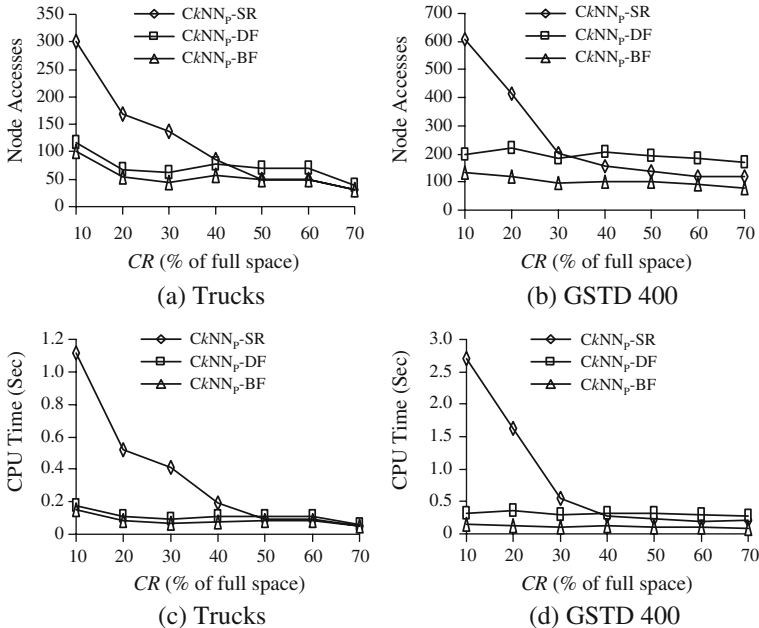 350
300
250
200
150
100
50
0
Node Accesses
CkNNP-SR
CkNNP-DF
CkNNP-BF
10 20 30 40 50 60 70
CR (% of full space)
(a) Trucks
700
600
500
400
300
200
100
0
Node Accesses
CkNNP-SR
CkNNP-DF
CkNNP-BF
10 20 30 40 50 60 70
CR (% of full space)
(b) GSTD 400
1.2
1.0
0.8
0.6
0.4
0.2
0
CPU Time (Sec)
CkNNP-SR
CkNNP-DF
CkNNP-BF
10 20 30 40 50 60 70
CR (% of full space)
(c) Trucks
3.0
2.5
2.0
1.5
1.0
0.5
0
CPU Time (Sec)
CkNNP-SR
CkNNP-DF
CkNNP-BF
10 20 30 40 50 60 70
CR (% of full space)
(d) GSTD 400